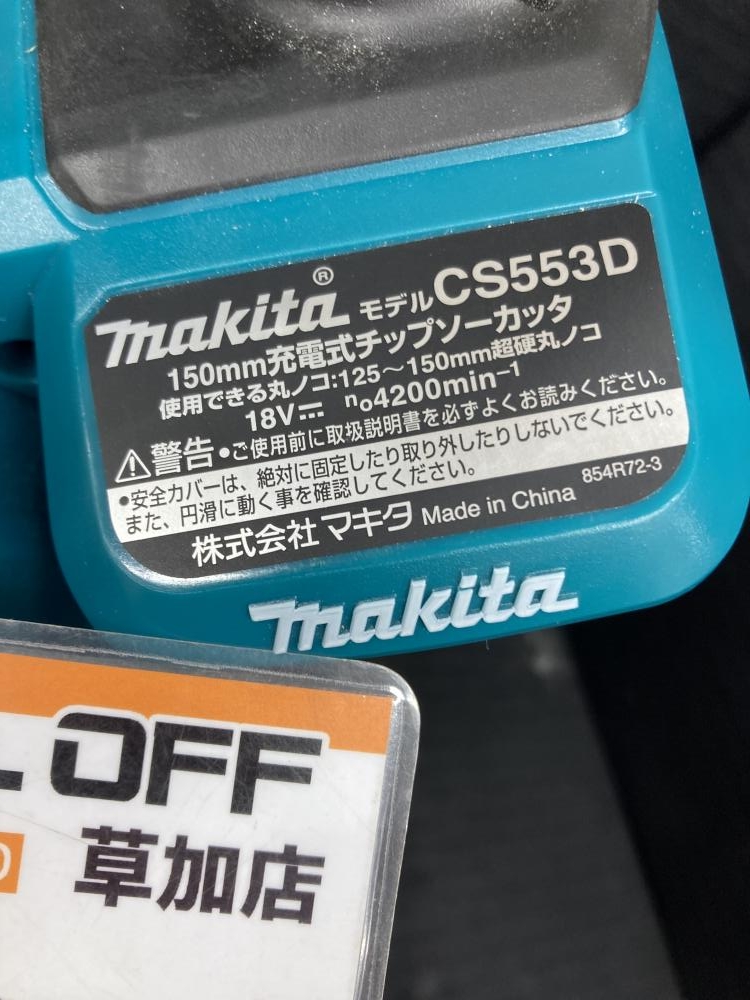 makita® モデル CS553D
150mm充電式チップソーカッタ
使用できる丸ノコ:125～150mm超硬丸ノコ
18V⎓ n₀4200min⁻¹
⚠警告 •ご使用前に取扱説明書を必ずよくお読みください。
•安全カバーは、絶対に固定したり取り外したりしないでください。
また、円滑に動く事を確認してください。
854R72-3
株式会社マキタ Made in China
makita
OFF
草加店